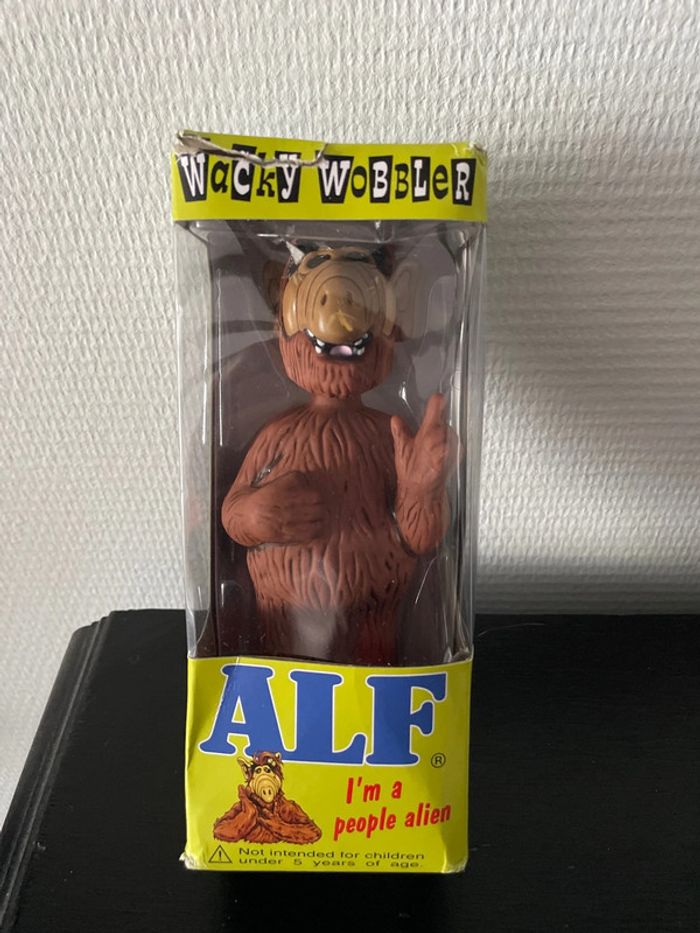 WaCky WoBBLeR
ALF®
I'm a
people alien
Not intended for children
under 5 years of age.